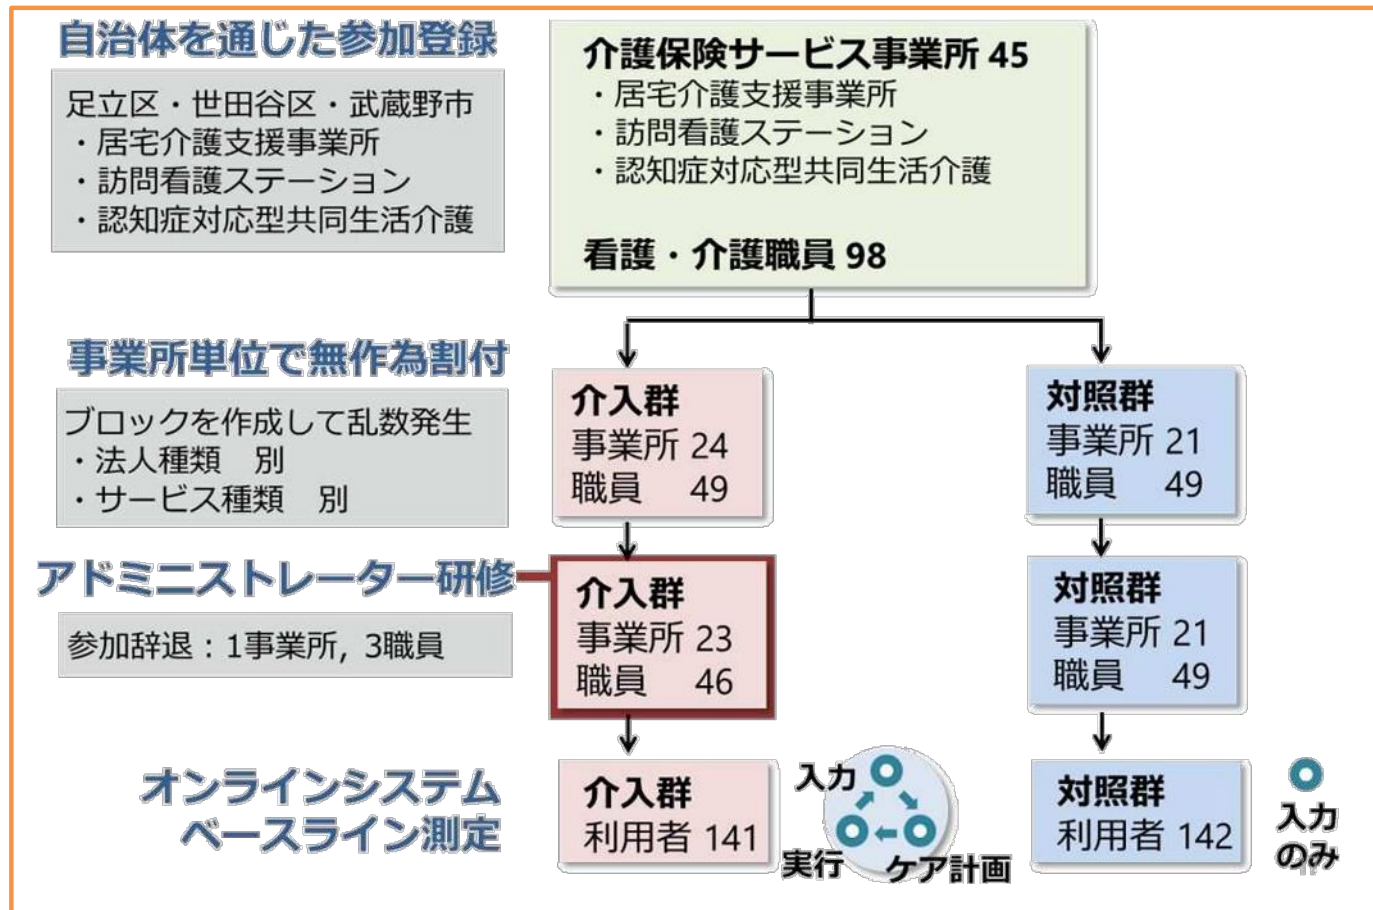 自治体を通じた参加登録
足立区・世田谷区・武蔵野市
・居宅介護支援事業所
・訪問看護ステーション
・認知症対応型共同生活介護
介護保険サービス事業所 45
・居宅介護支援事業所
・訪問看護ステーション
・認知症対応型共同生活介護
看護・介護職員 98
事業所単位で無作為割付
ブロックを作成して乱数発生
・法人種類 別
・サービス種類 別
介入群
事業所 24
職員 49
対照群
事業所 21
職員 49
アドミニストレーター研修
参加辞退：1事業所, 3職員
介入群
事業所 23
職員 46
対照群
事業所 21
職員 49
オンラインシステム
ベースライン測定
介入群
利用者 141
入力
実行
ケア計画
対照群
利用者 142
入力
のみ